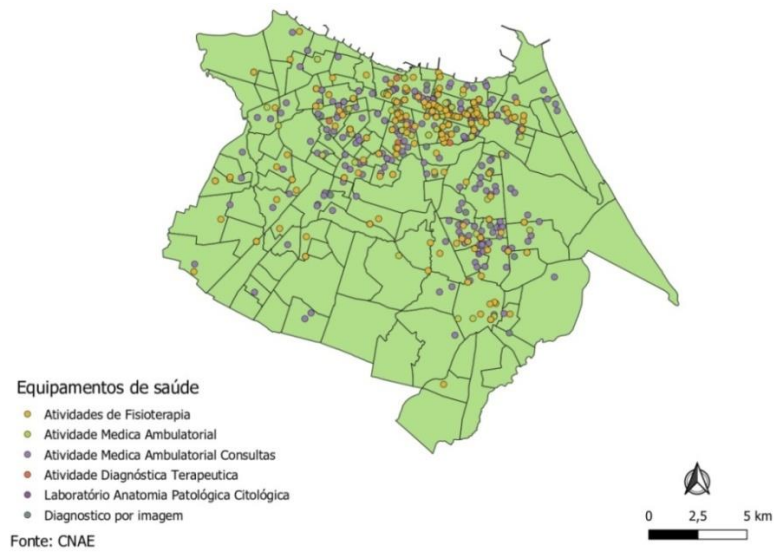 Equipamentos de saúde
Atividades de Fisioterapia
Atividade Medica Ambulatorial
Atividade Medica Ambulatorial Consultas
Atividade Diagnóstica Terapeutica
Laboratório Anatomia Patológica Citológica
Diagnostico por imagem
Fonte: CNAE
0 2,5 5 km